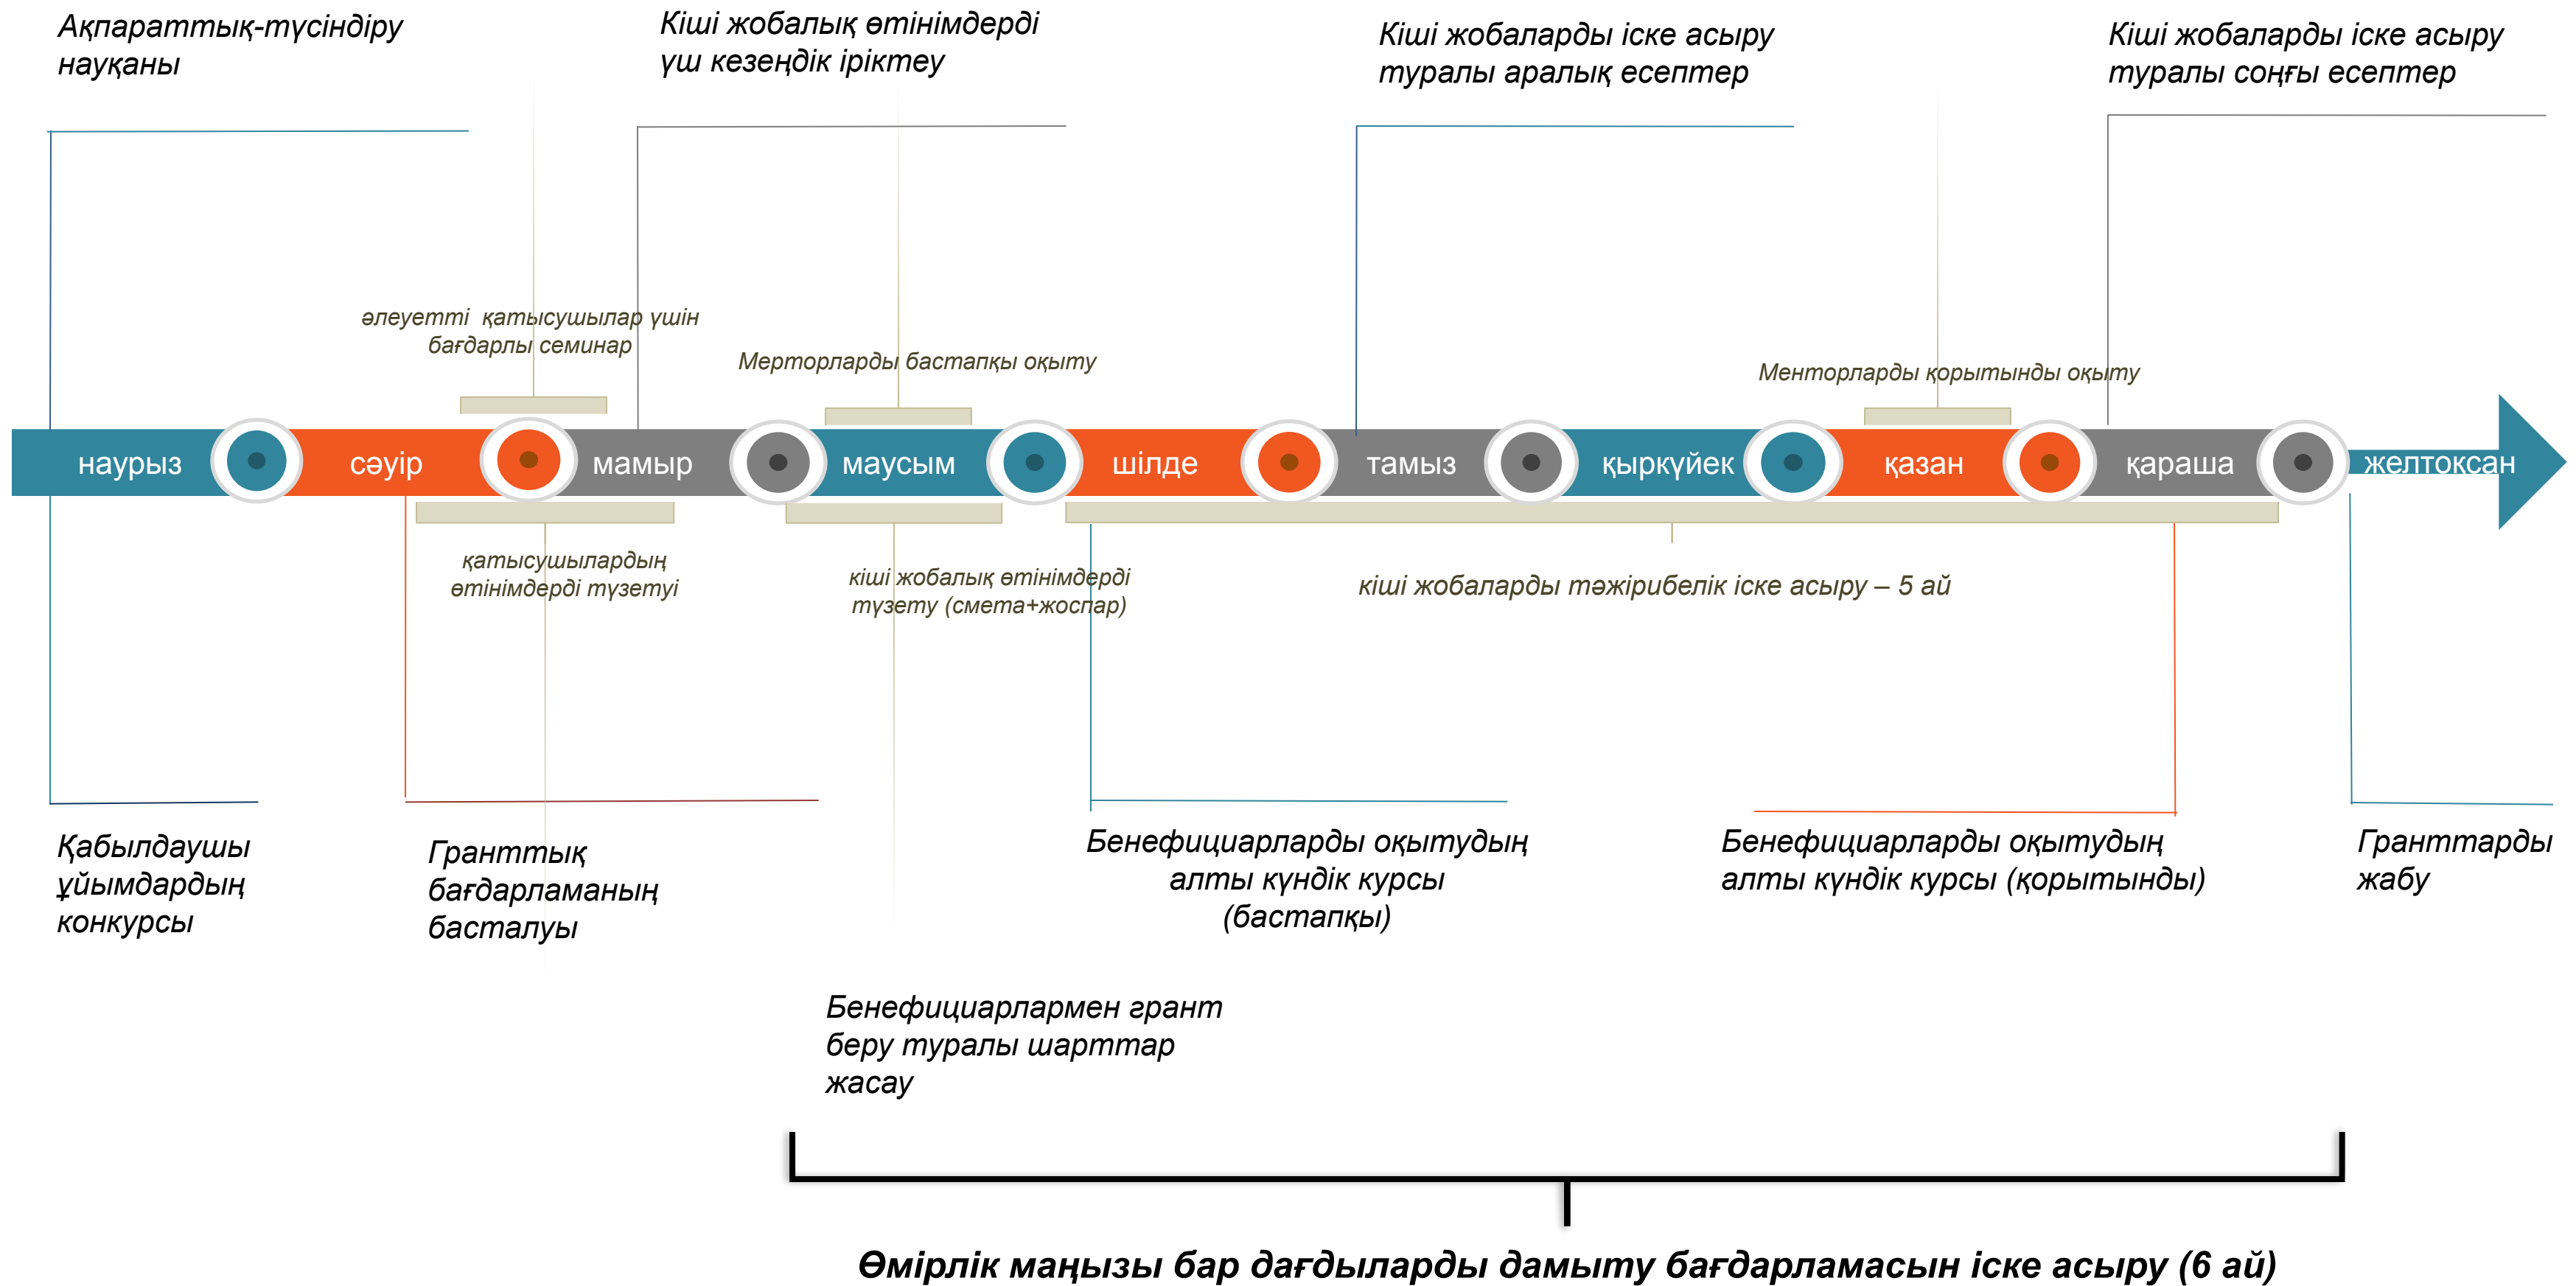 Ақпараттық-түсіндіру
науқаны
Кіші жобалық өтінімдерді
үш кезеңдік іріктеу
Кіші жобаларды іске асыру
туралы аралық есептер
Кіші жобаларды іске асыру
туралы соңғы есептер
әлеуетті қатысушылар үшін
бағдарлы семинар
Мерторларды бастапқы оқыту
Менторларды қорытынды оқыту
наурыз
сәуір
мамыр
маусым
шілде
тамыз
қыркүйек
қазан
қараша
желтоксан
қатысушылардың
өтінімдерді түзетуі
кіші жобалық өтінімдерді
түзету (смета+жоспар)
кіші жобаларды тәжірибелік іске асыру – 5 ай
Қабылдаушы
ұйымдардың
конкурсы
Гранттық
бағдарламаның
басталуы
Бенефициарларды оқытудың
алты күндік курсы
(бастапқы)
Бенефициарларды оқытудың
алты күндік курсы (қорытынды)
Гранттарды
жабу
Бенефициарлармен грант
беру туралы шарттар
жасау
Өмірлік маңызы бар дағдыларды дамыту бағдарламасын іске асыру (6 ай)